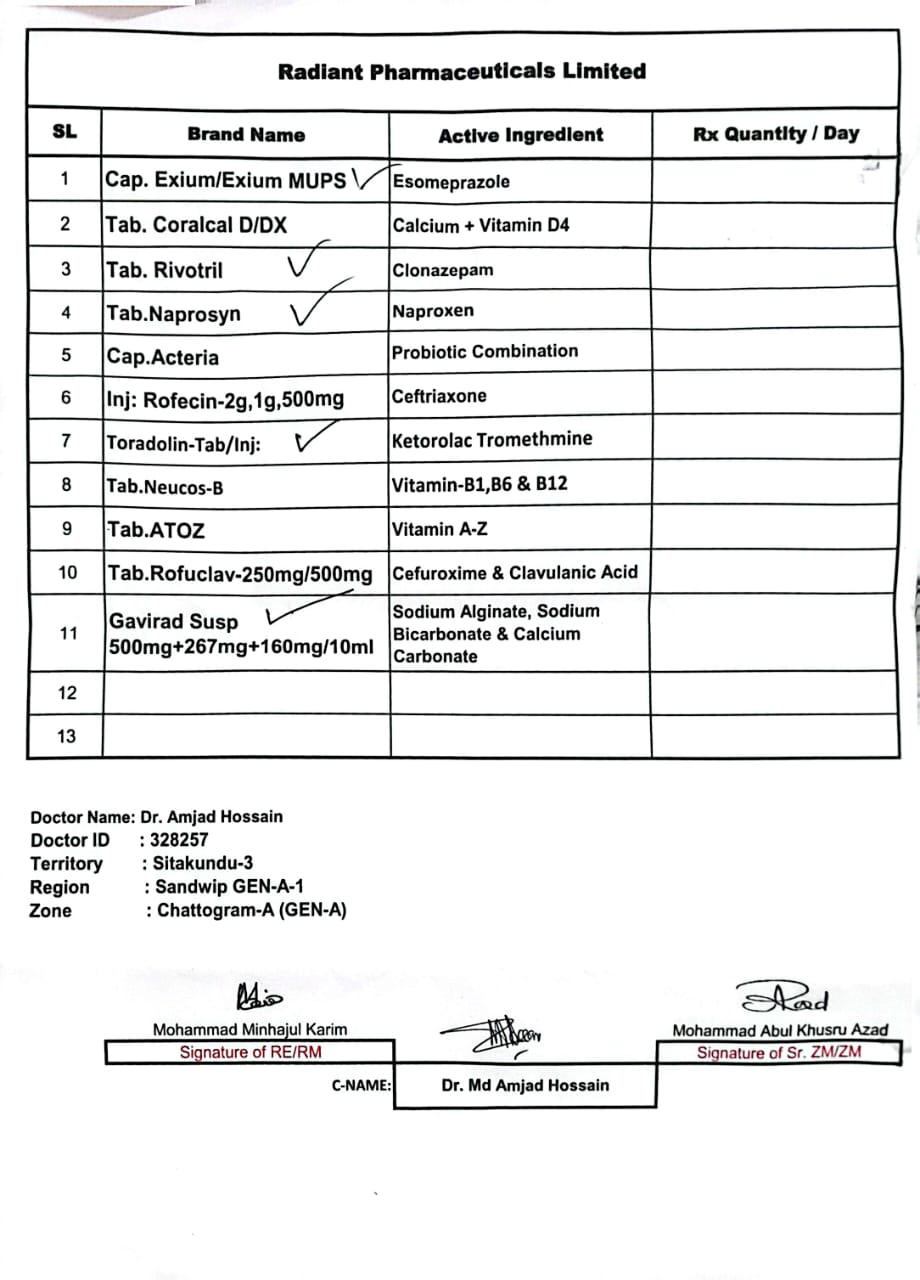 Radiant Pharmaceuticals Limited
SL Brand Name Active Ingredient Rx Quantity / Day
1 Cap. Exium/Exium MUPS Esomeprazole
2 Tab. Coralcal D/DX Calcium + Vitamin D4
3 Tab. Rivotril Clonazepam
4 Tab.Naprosyn Naproxen
5 Cap.Acteria Probiotic Combination
6 Inj: Rofecin-2g,1g,500mg Ceftriaxone
7 Toradolin-Tab/Inj: Ketorolac Tromethmine
8 Tab.Neucos-B Vitamin-B1,B6 & B12
9 Tab.ATOZ Vitamin A-Z
10 Tab.Rofuclav-250mg/500mg Cefuroxime & Clavulanic Acid
11 Gavirad Susp
500mg+267mg+160mg/10ml
Sodium Alginate, Sodium
Bicarbonate & Calcium
Carbonate
12
13
Doctor Name: Dr. Amjad Hossain
Doctor ID : 328257
Territory : Sitakundu-3
Region : Sandwip GEN-A-1
Zone : Chattogram-A (GEN-A)
Mohammad Minhajul Karim
Signature of RE/RM
Mohammad Abul Khusru Azad
Signature of Sr. ZM/ZM
C-NAME: Dr. Md Amjad Hossain